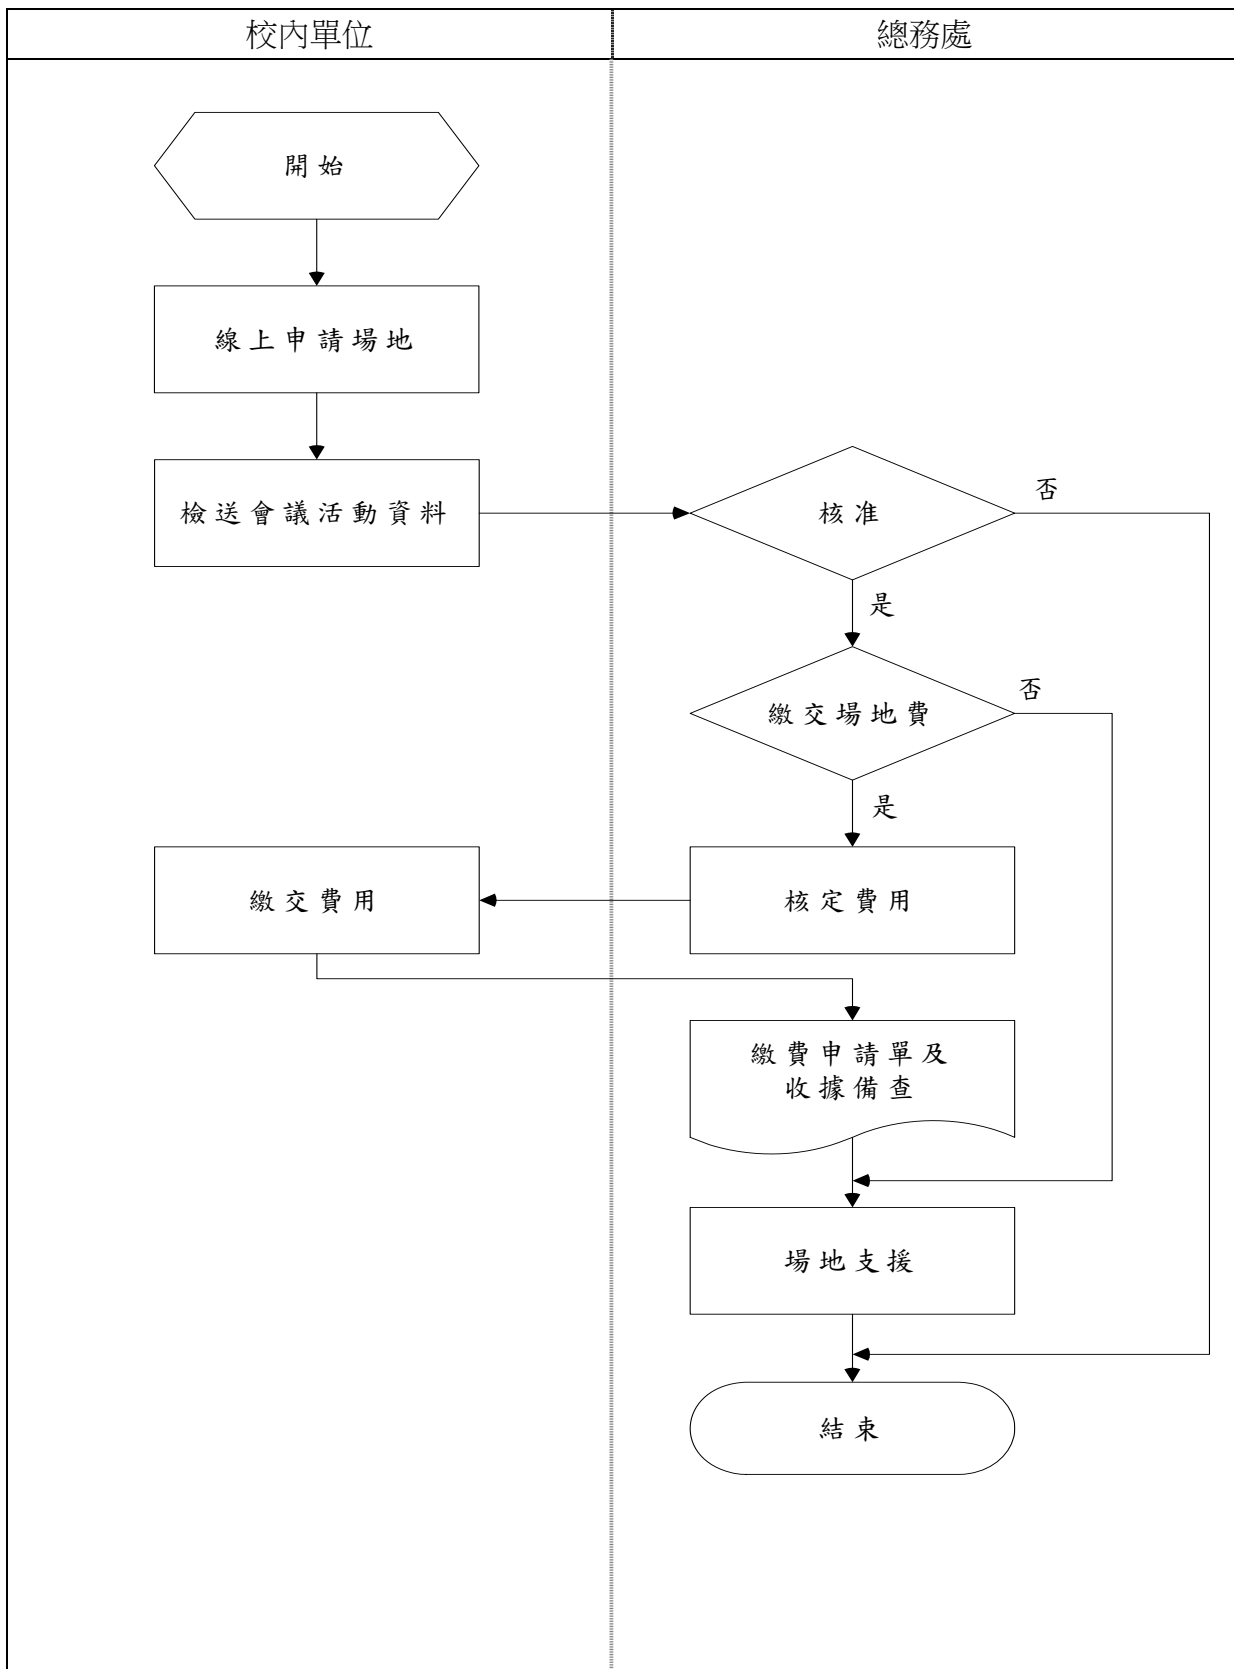 校內單位
總務處
開始
線上申請場地
檢送會議活動資料
核准
否
是
繳交場地費
否
是
繳交費用
核定費用
繳費申請單及
收據備查
場地支援
結束